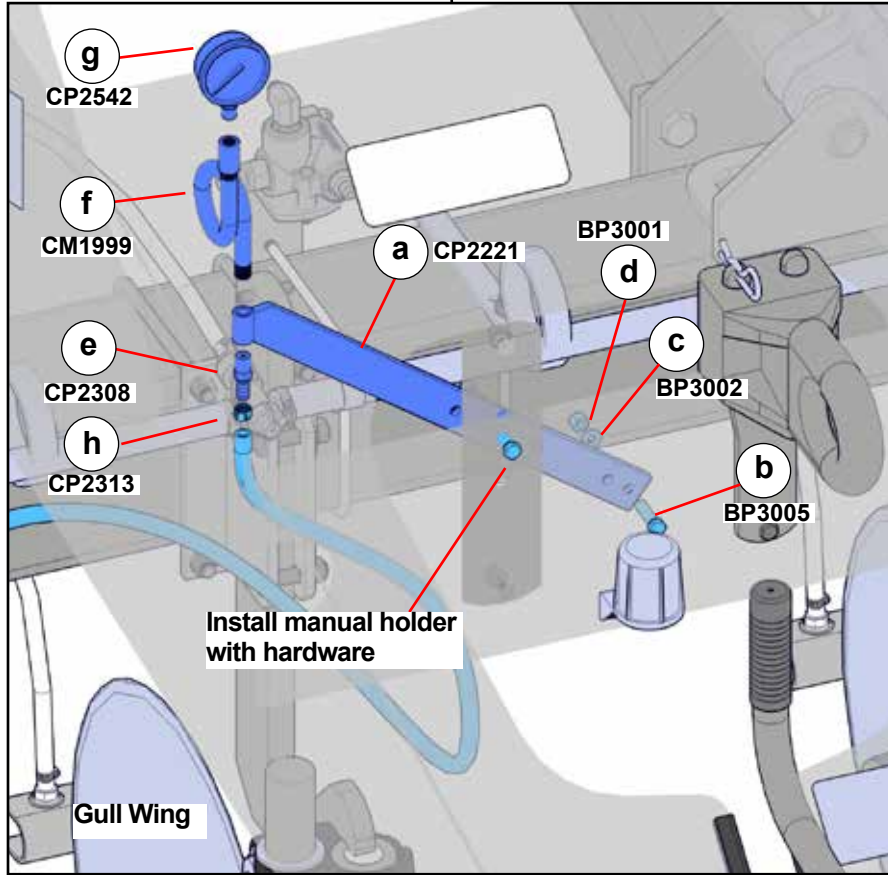 g
CP2542
f
CM1999
a CP2221
BP3001
d
e
CP2308
c
BP3002
h
CP2313
b
BP3005
Install manual holder
with hardware
Gull Wing